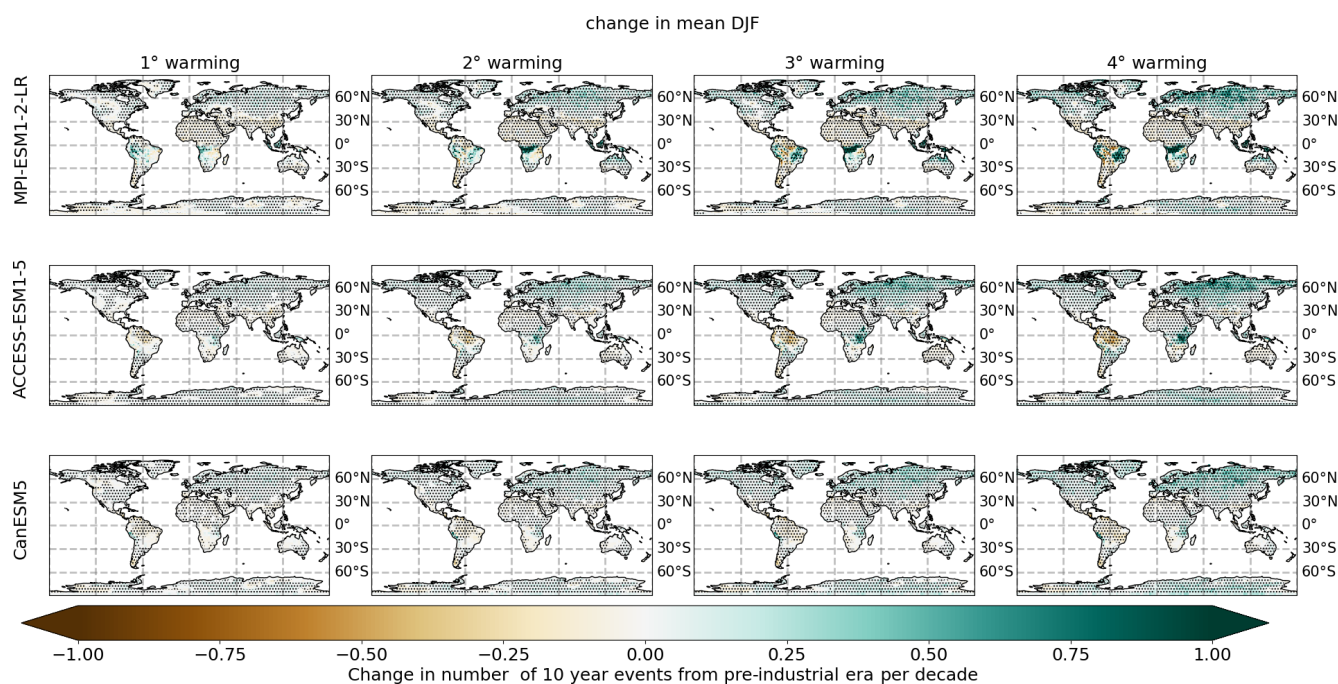 change in mean DJF
1° warming 2° warming 3° warming 4° warming
MPI-ESM1-2-LR
60°N 60°N 60°N 60°N
30°N 30°N 30°N 30°N
0° 0° 0° 0°
30°S 30°S 30°S 30°S
60°S 60°S 60°S 60°S
ACCESS-ESM1-5
60°N 60°N 60°N 60°N
30°N 30°N 30°N 30°N
0° 0° 0° 0°
30°S 30°S 30°S 30°S
60°S 60°S 60°S 60°S
CanESM5
60°N 60°N 60°N 60°N
30°N 30°N 30°N 30°N
0° 0° 0° 0°
30°S 30°S 30°S 30°S
60°S 60°S 60°S 60°S
−1.00 −0.75 −0.50 −0.25 0.00 0.25 0.50 0.75 1.00
Change in number  of 10 year events from pre-industrial era per decade